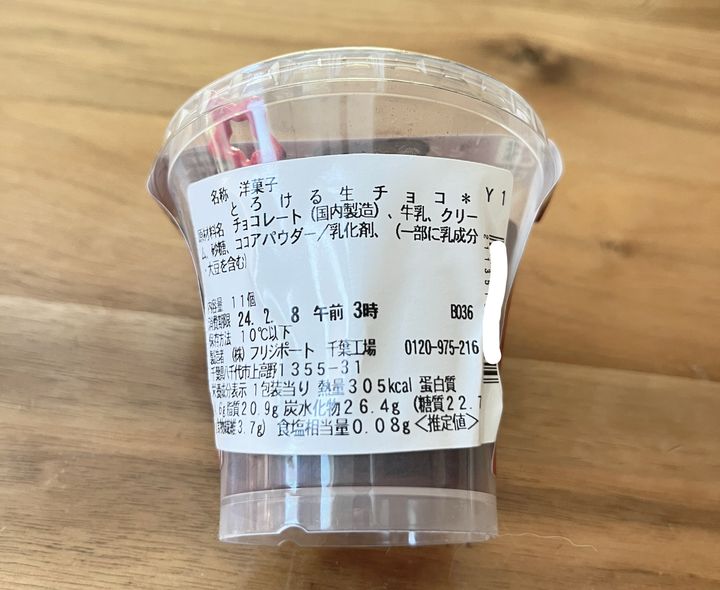 名称 洋菓子
とろける生チョコ* Y1
原材料名 チョコレート(国内製造)、牛乳、クリー
ム、砂糖、ココアパウダー/乳化剤、(一部に乳成分
・大豆を含む)
内容量 11個
消費期限 24. 2. 8 午前 3時 B036
保存方法 10℃以下
製造者 (株)フリジポート 千葉工場 0120-975-216
千葉県八千代市上高野1355-31
栄養成分表示 1包装当り 熱量305kcal 蛋白質
6g 脂質20.9g 炭水化物26.4g (糖質22.7
食物繊維3.7g) 食塩相当量0.08g<推定値>